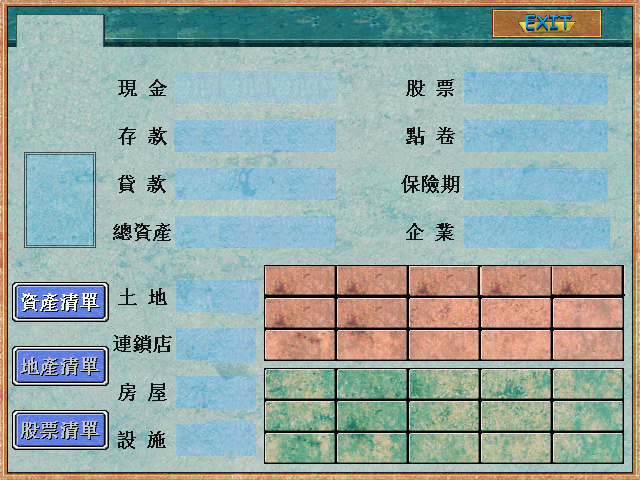 EXIT
現金
股票
存款
點卷
貸款
保險期
總資產
企業
資產清單
土地
連鎖店
地產清單
房屋
股票清單
設施